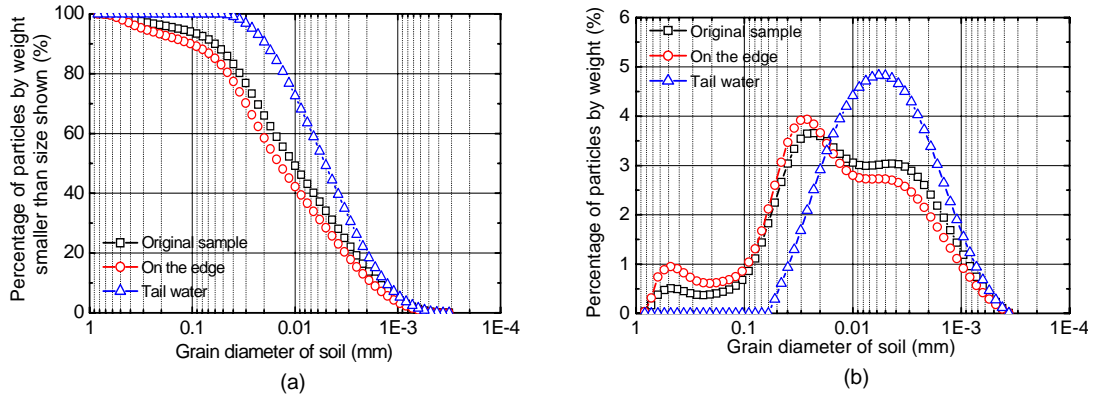 Percentage of particles by weight
smaller than size shown (%)
100
80
60
40
20
0
Original sample
On the edge
Tail water
1
0.1
0.01
1E-3
1E-4
Grain diameter of soil (mm)
(a)
Percentage of particles by weight (%)
6
5
4
3
2
1
0
Original sample
On the edge
Tail water
1
0.1
0.01
1E-3
1E-4
Grain diameter of soil (mm)
(b)